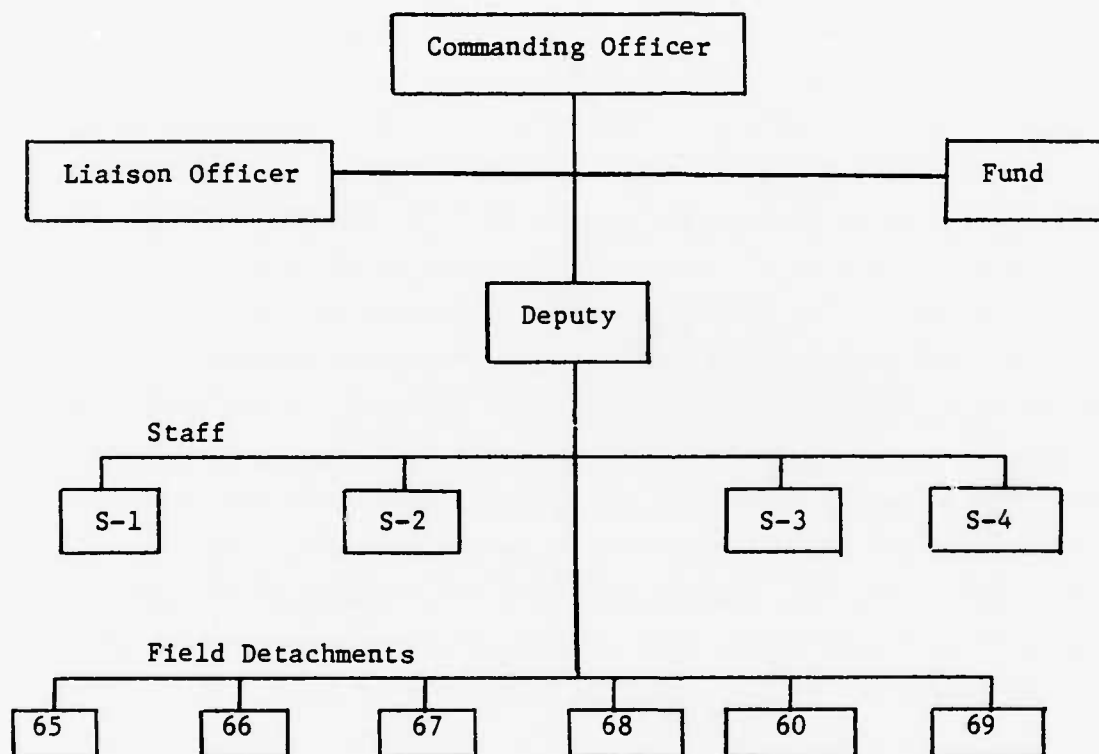 Commanding Officer
Liaison Officer
Fund
Deputy
Staff
S-1
S-2
S-3
S-4
Field Detachments
65
66
67
68
60
69